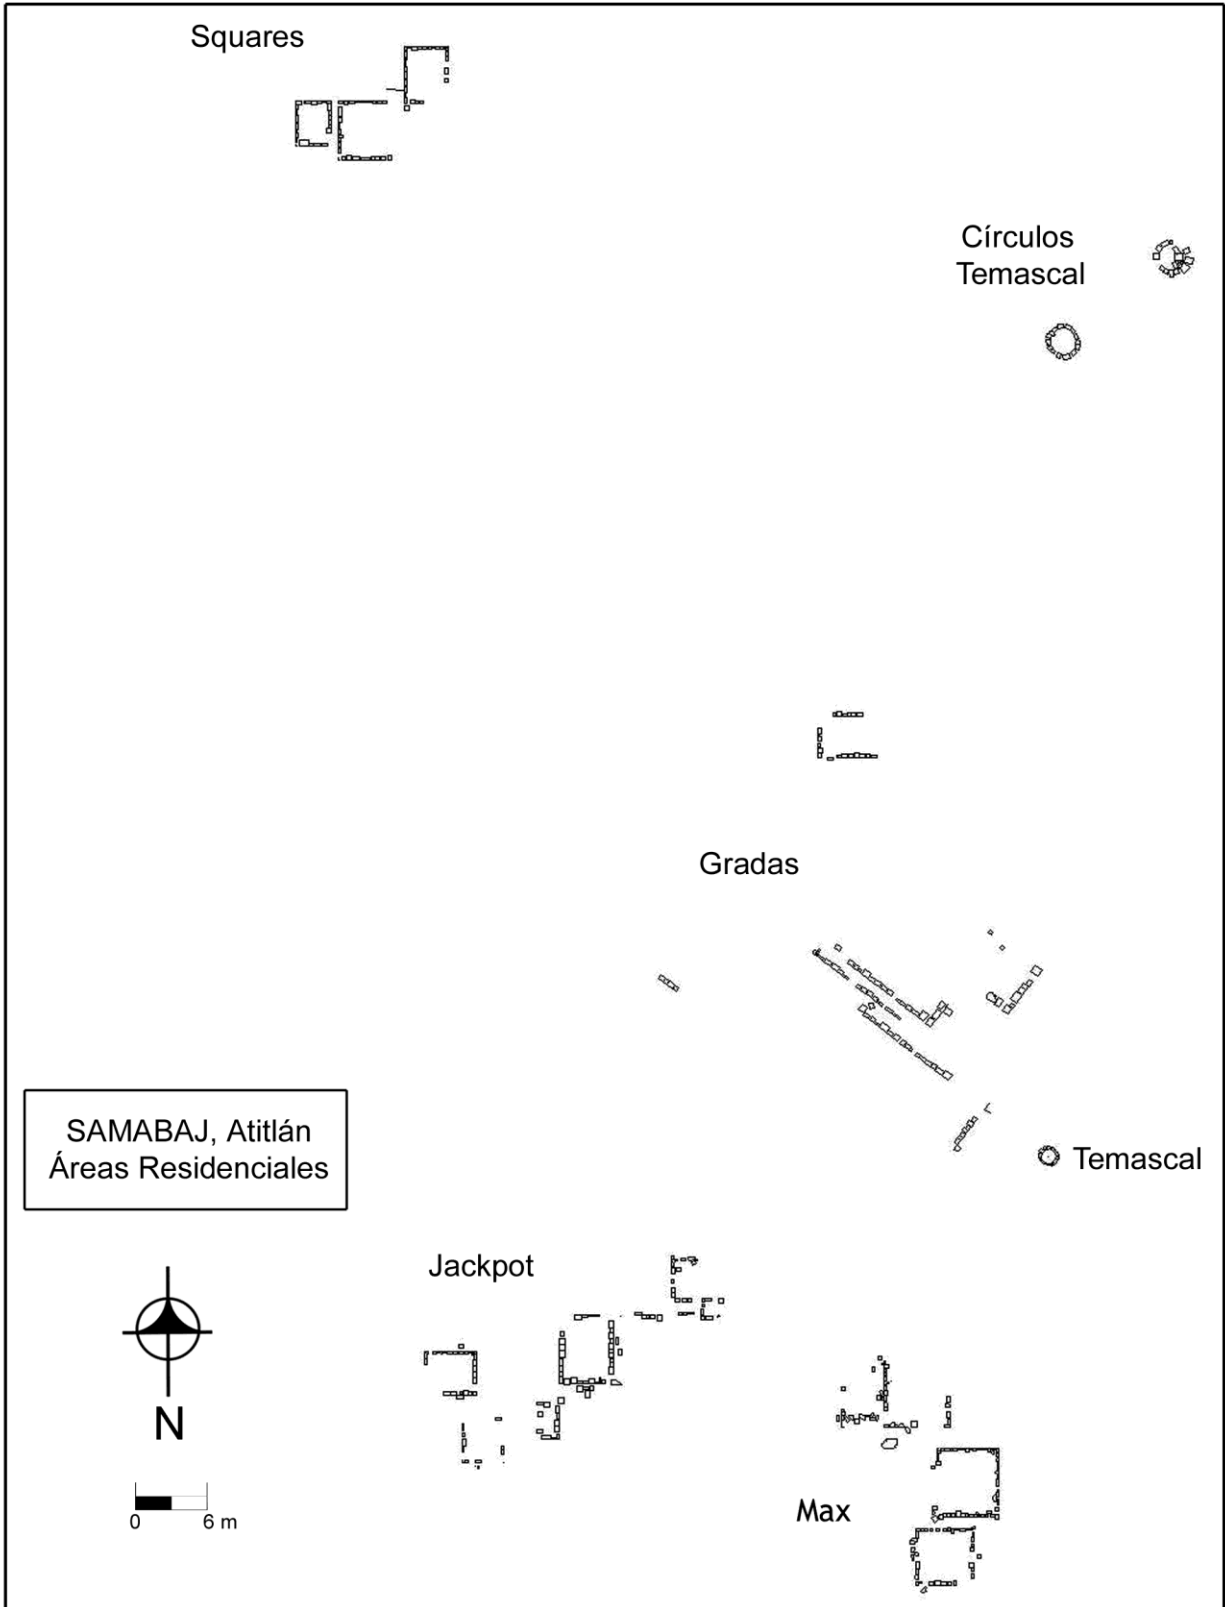 Squares
Círculos
Temascal
Gradas
SAMABAJ, Atitlán
Áreas Residenciales
Temascal
Jackpot
N
Max
0 6 m